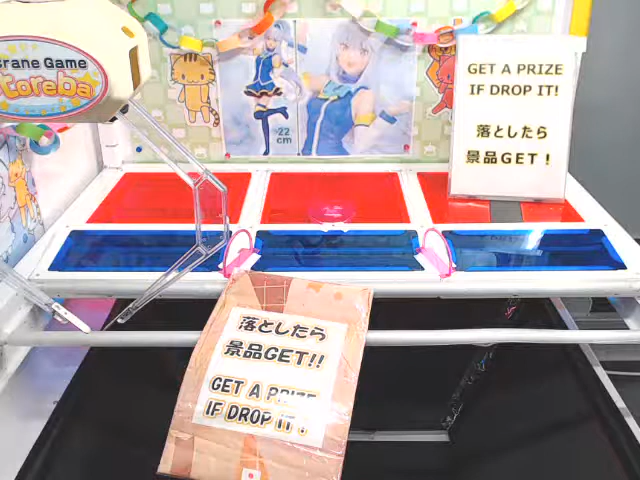 Crane Game
Toreba
22
cm
GET A PRIZE
IF DROP IT!
落としたら
景品GET！
落としたら
景品GET!!
GET A PRIZE
IF DROP IT!